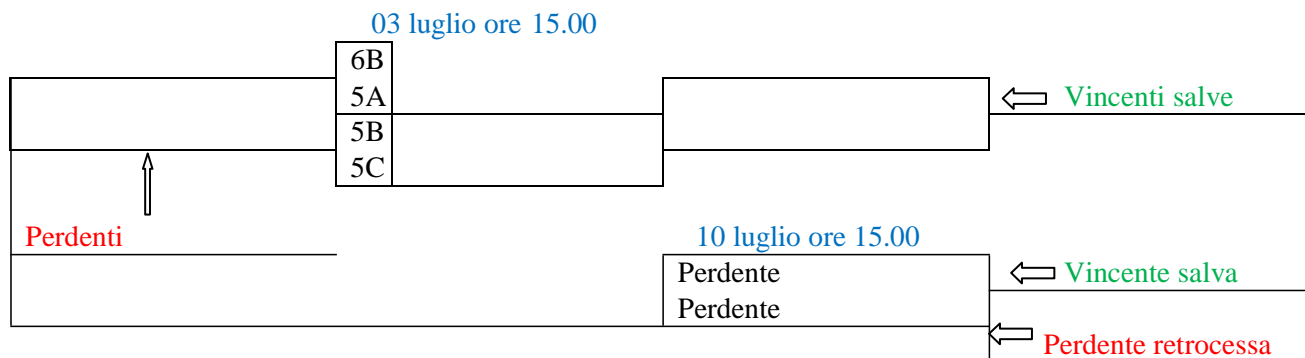 03 luglio ore 15.00
6B
5A
Vincenti salve
5B
5C
Perdenti
10 luglio ore 15.00
Perdente
Vincente salva
Perdente
Perdente retrocessa